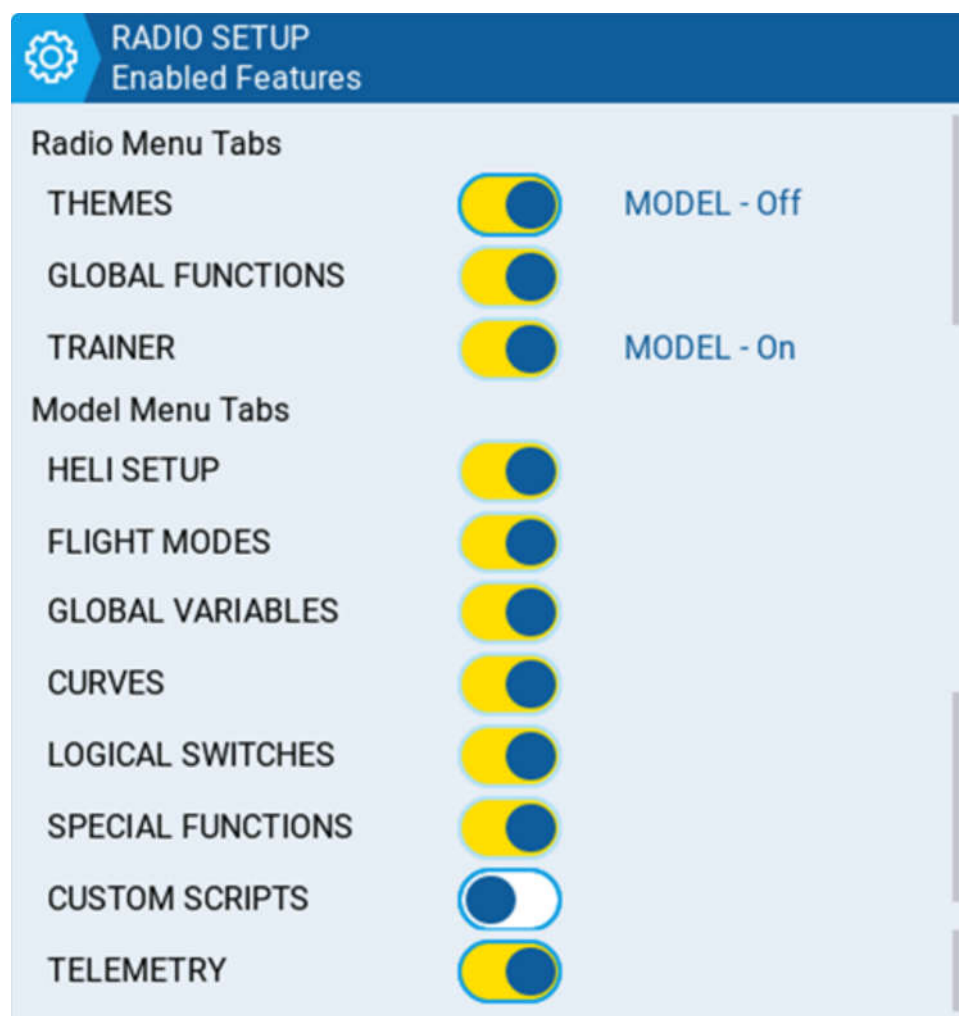 RADIO SETUP
Enabled Features
Radio Menu Tabs
THEMES MODEL - Off
GLOBAL FUNCTIONS
TRAINER MODEL - On
Model Menu Tabs
HELI SETUP
FLIGHT MODES
GLOBAL VARIABLES
CURVES
LOGICAL SWITCHES
SPECIAL FUNCTIONS
CUSTOM SCRIPTS
TELEMETRY